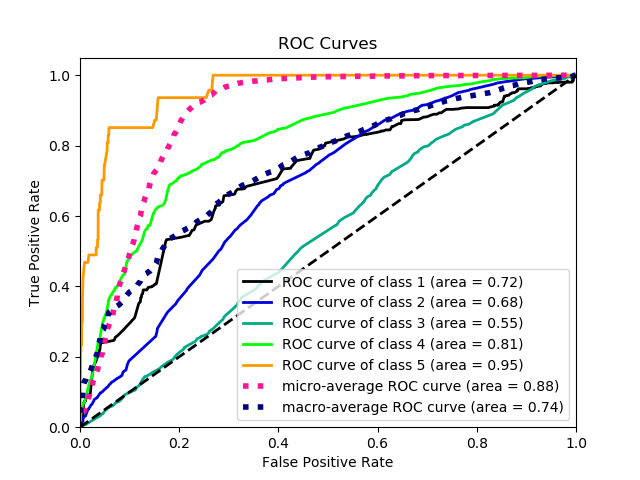 ROC Curves
True Positive Rate
1.0
0.8
0.6
0.4
0.2
0.0
ROC curve of class 1 (area = 0.72)
ROC curve of class 2 (area = 0.68)
ROC curve of class 3 (area = 0.55)
ROC curve of class 4 (area = 0.81)
ROC curve of class 5 (area = 0.95)
micro-average ROC curve (area = 0.88)
macro-average ROC curve (area = 0.74)
0.0 0.2 0.4 0.6 0.8 1.0
False Positive Rate